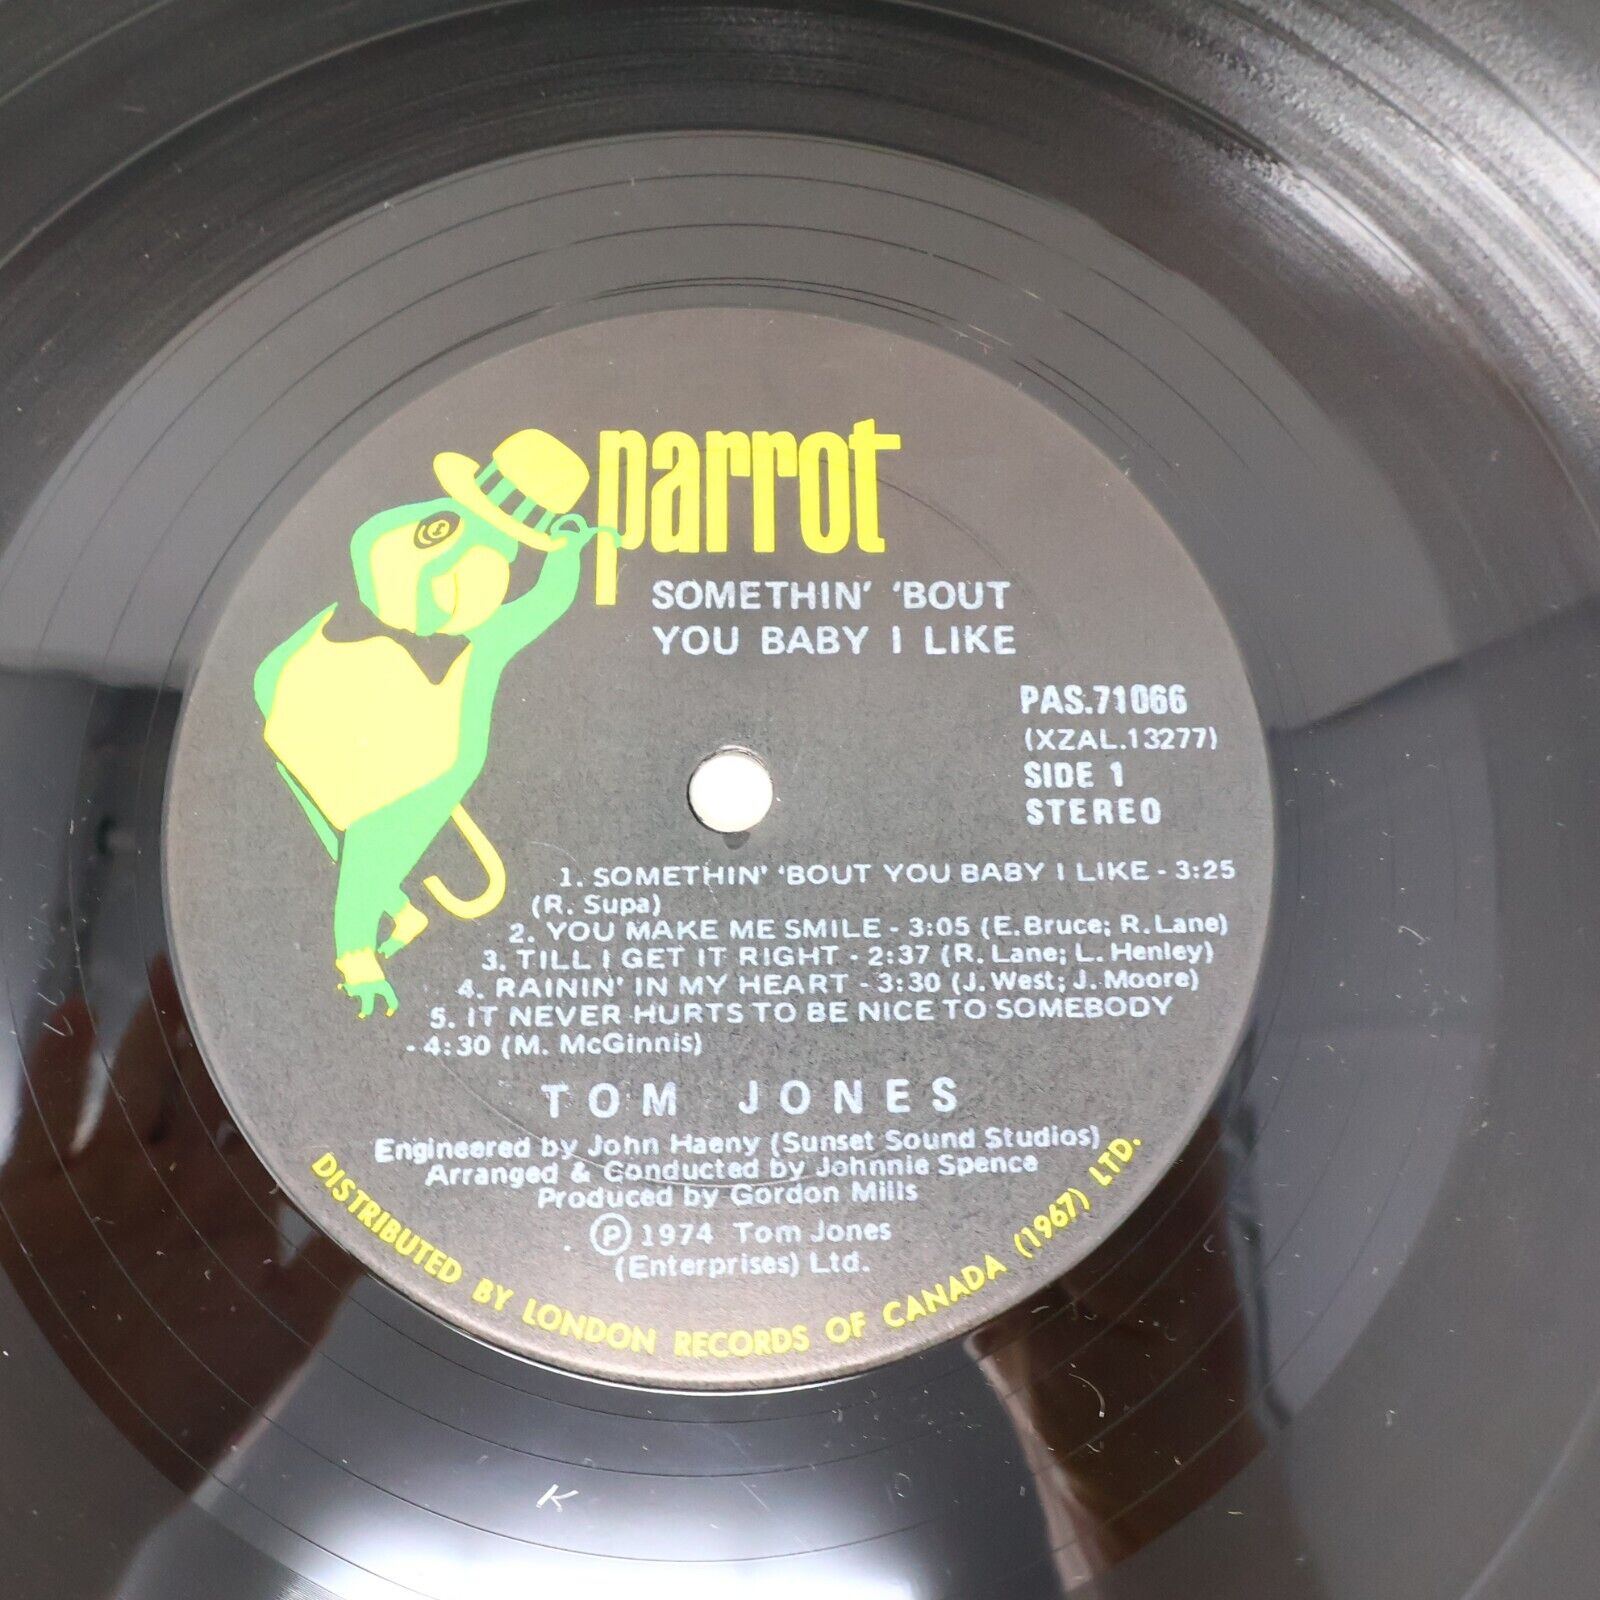 parrot
SOMETHIN' 'BOUT
YOU BABY I LIKE
PAS.71066
(XZAL.13277)
SIDE 1
STEREO
1. SOMETHIN' 'BOUT YOU BABY I LIKE - 3:25
(R. Supa)
2. YOU MAKE ME SMILE - 3:05 (E. Bruce; R. Lane)
3. TILL I GET IT RIGHT - 2:37 (R. Lane; L. Henley)
4. RAININ' IN MY HEART - 3:30 (J. West; J. Moore)
5. IT NEVER HURTS TO BE NICE TO SOMEBODY
- 4:30 (M. McGinnis)
TOM JONES
Engineered by John Haeny (Sunset Sound Studios)
Arranged & Conducted by Johnnie Spence
Produced by Gordon Mills
Ⓟ 1974 Tom Jones
(Enterprises) Ltd.
DISTRIBUTED BY LONDON RECORDS OF CANADA (1967) LTD.
K